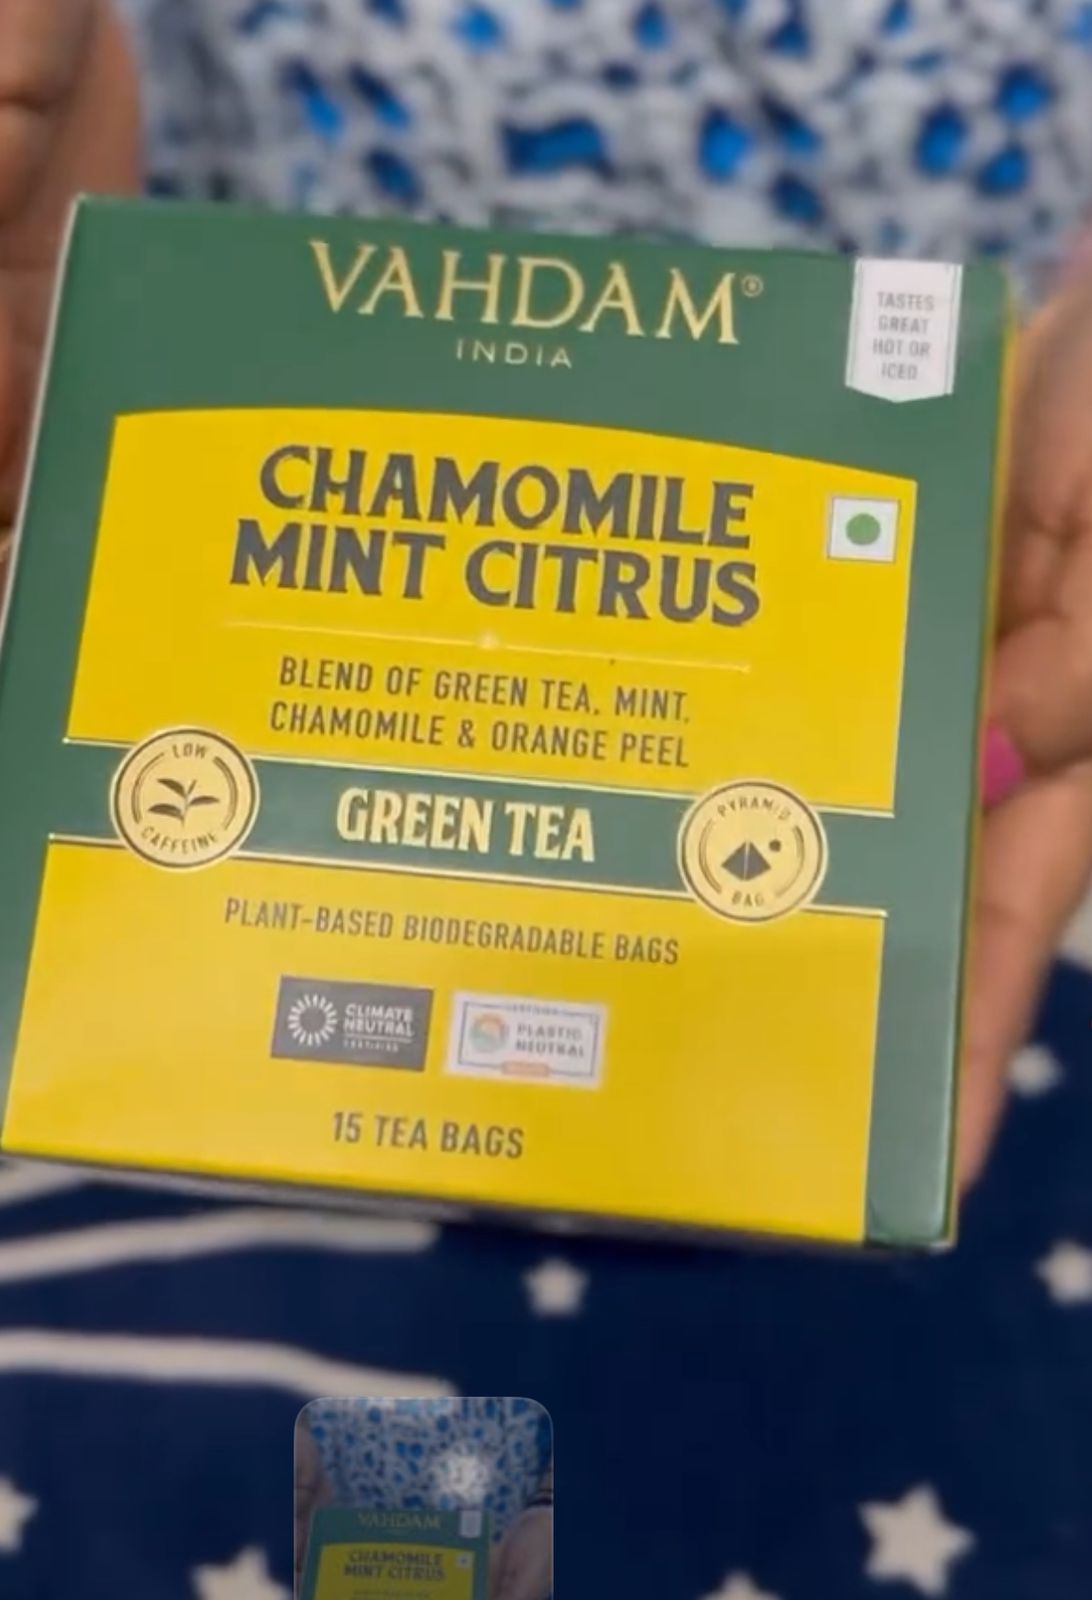 VAHDAM®
INDIA
TASTES
GREAT
HOT OR
ICED
CHAMOMILE
MINT CITRUS
BLEND OF GREEN TEA, MINT,
CHAMOMILE & ORANGE PEEL
LOW
CAFFEINE
GREEN TEA
PYRAMID
BAG
PLANT-BASED BIODEGRADABLE BAGS
CLIMATE
NEUTRAL
CERTIFIED
PLASTIC
NEUTRAL
15 TEA BAGS
VAHDAM
CHAMOMILE
MINT CITRUS